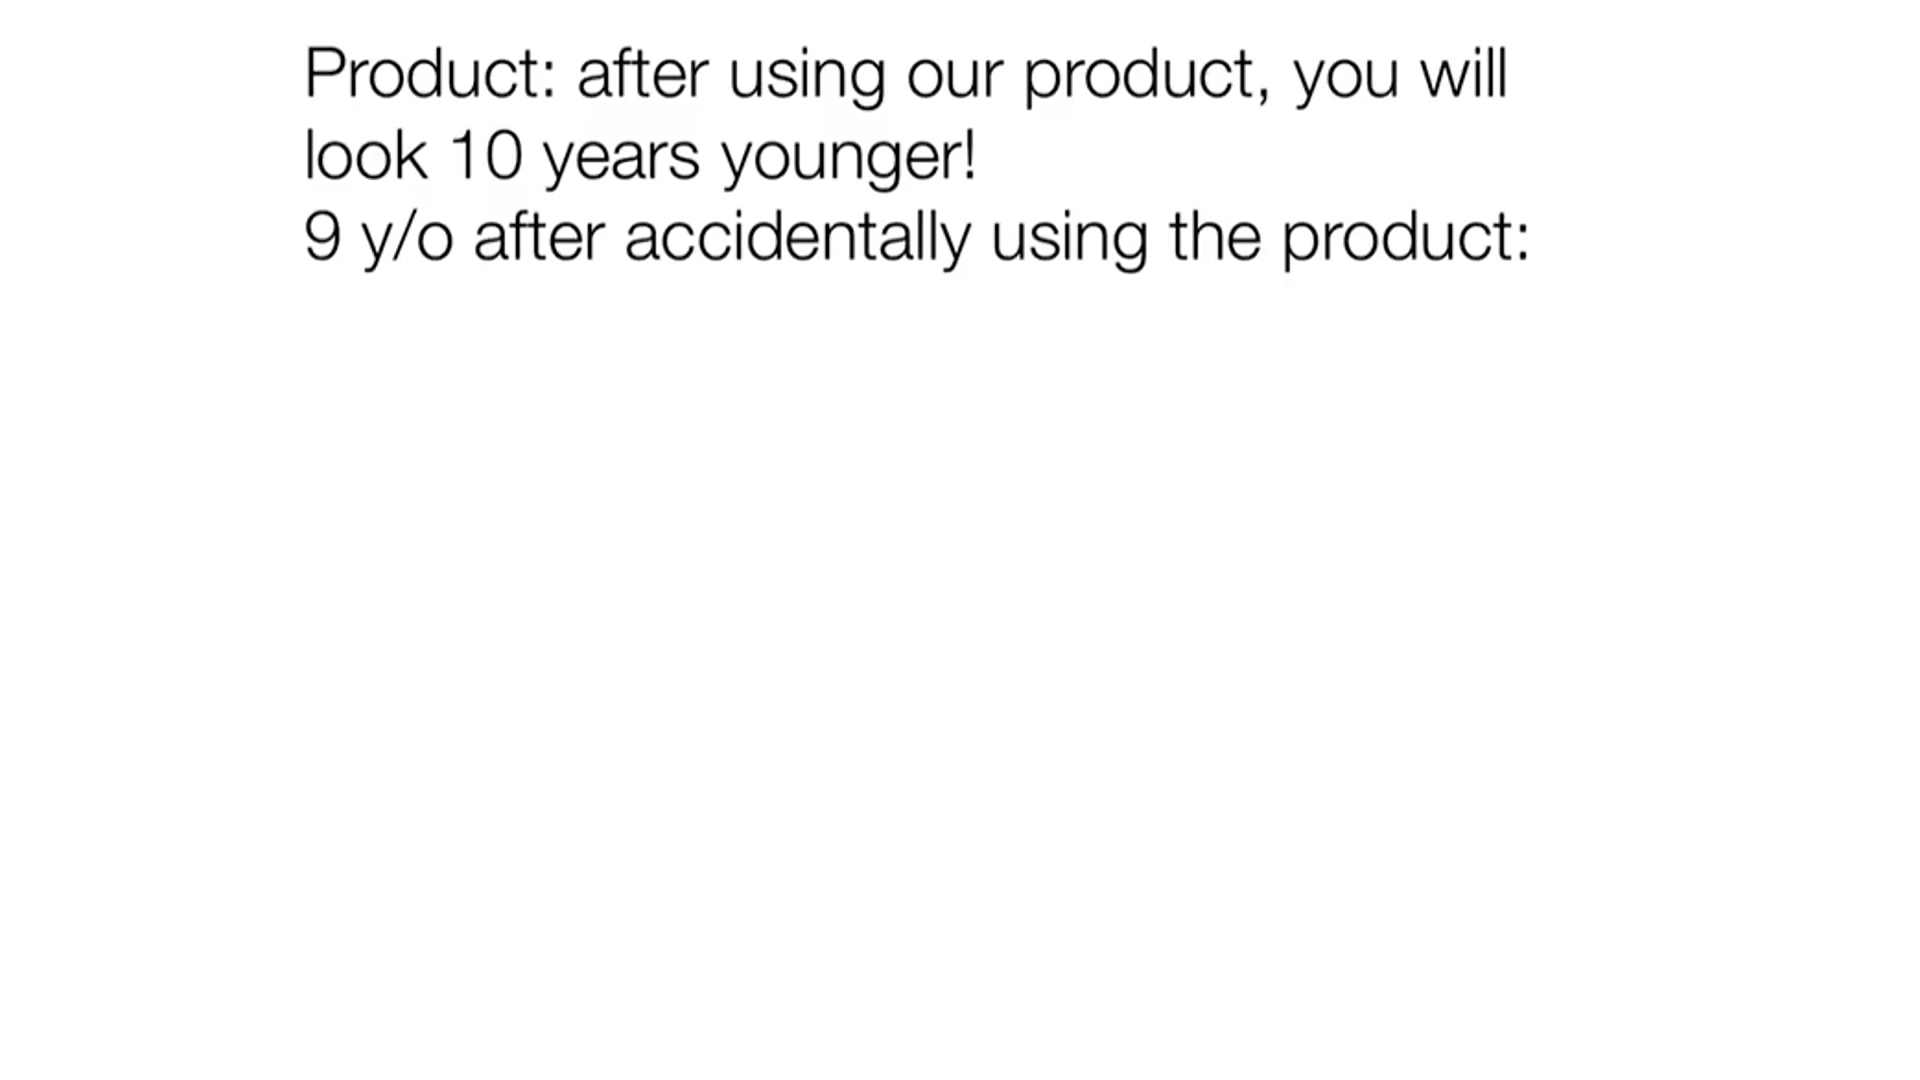 Product: after using our product, you will
look 10 years younger!
9 y/o after accidentally using the product: